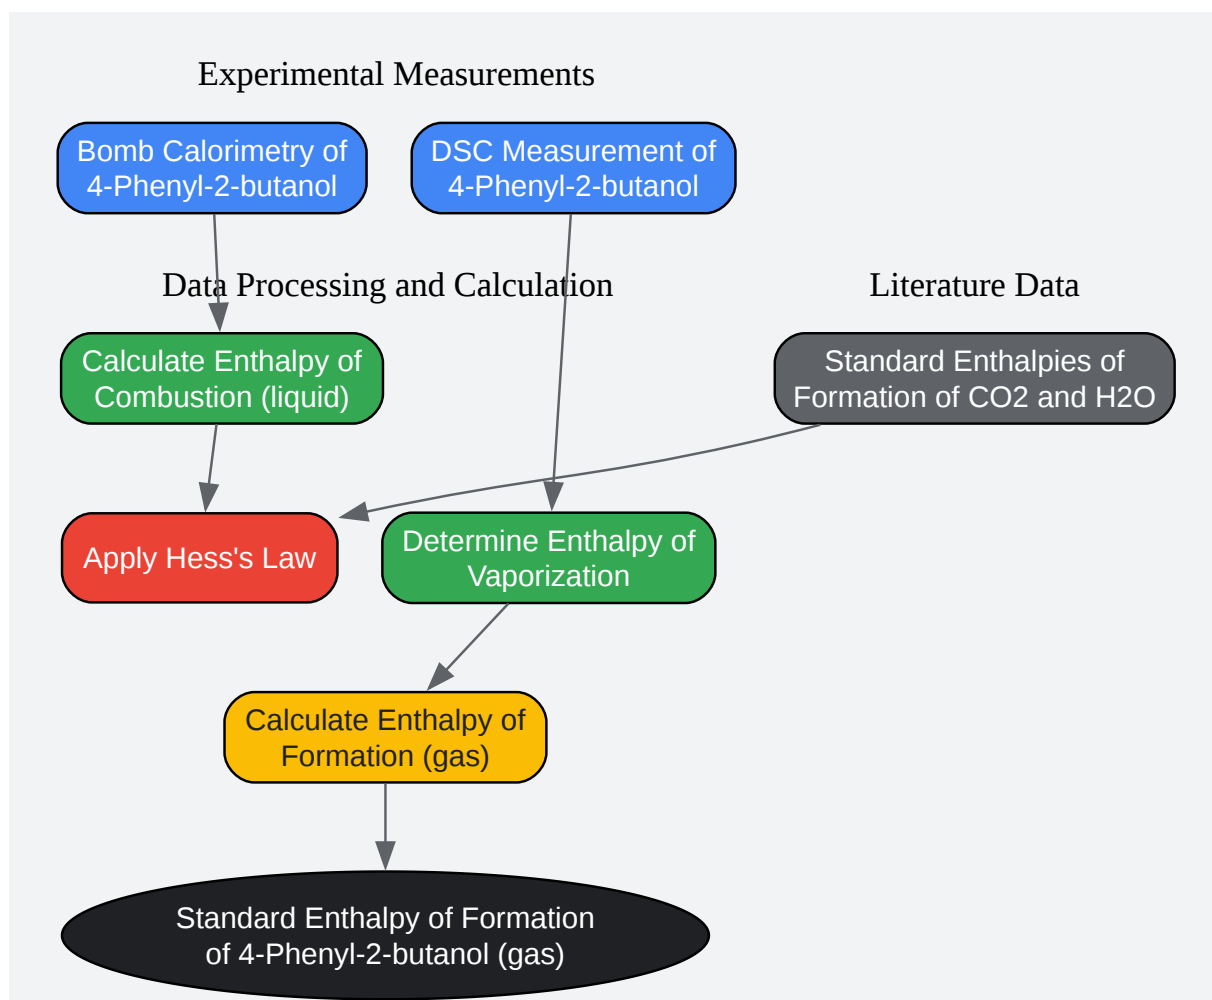 Experimental Measurements
Bomb Calorimetry of
4-Phenyl-2-butanol
DSC Measurement of
4-Phenyl-2-butanol
Data Processing and Calculation
Literature Data
Calculate Enthalpy of
Combustion (liquid)
Standard Enthalpies of
Formation of CO2 and H2O
Apply Hess's Law
Determine Enthalpy of
Vaporization
Calculate Enthalpy of
Formation (gas)
Standard Enthalpy of Formation
of 4-Phenyl-2-butanol (gas)